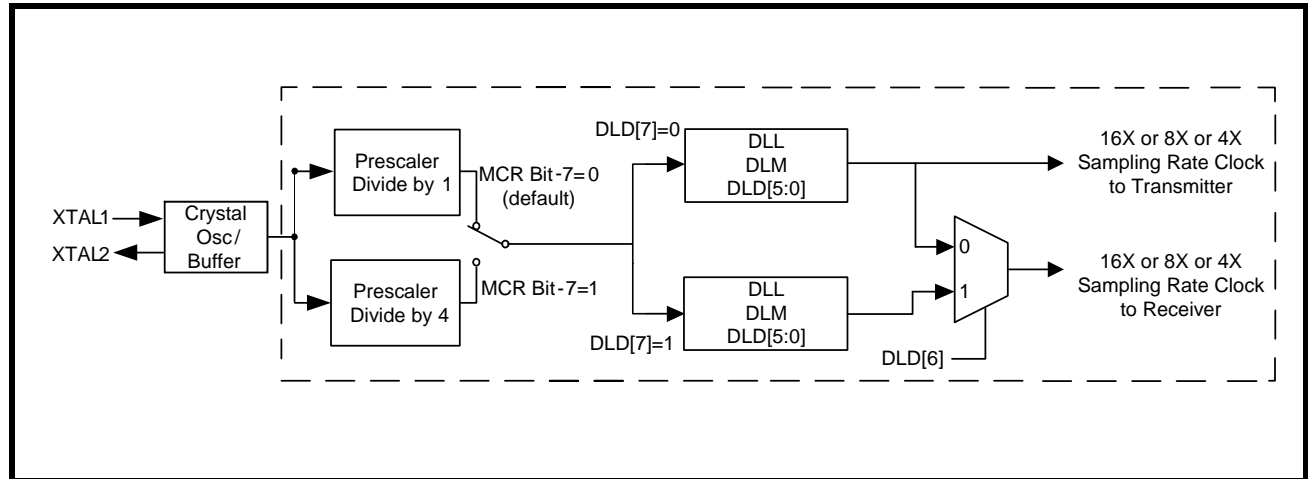 XTAL1
XTAL2
Crystal
Osc/
Buffer
Prescaler
Divide by 1
Prescaler
Divide by 4
MCR Bit-7=0
(default)
MCR Bit-7=1
DLD[7]=0
DLL
DLM
DLD[5:0]
DLD[7]=1
DLL
DLM
DLD[5:0]
0
1
DLD[6]
16X or 8X or 4X
Sampling Rate Clock
to Transmitter
16X or 8X or 4X
Sampling Rate Clock
to Receiver